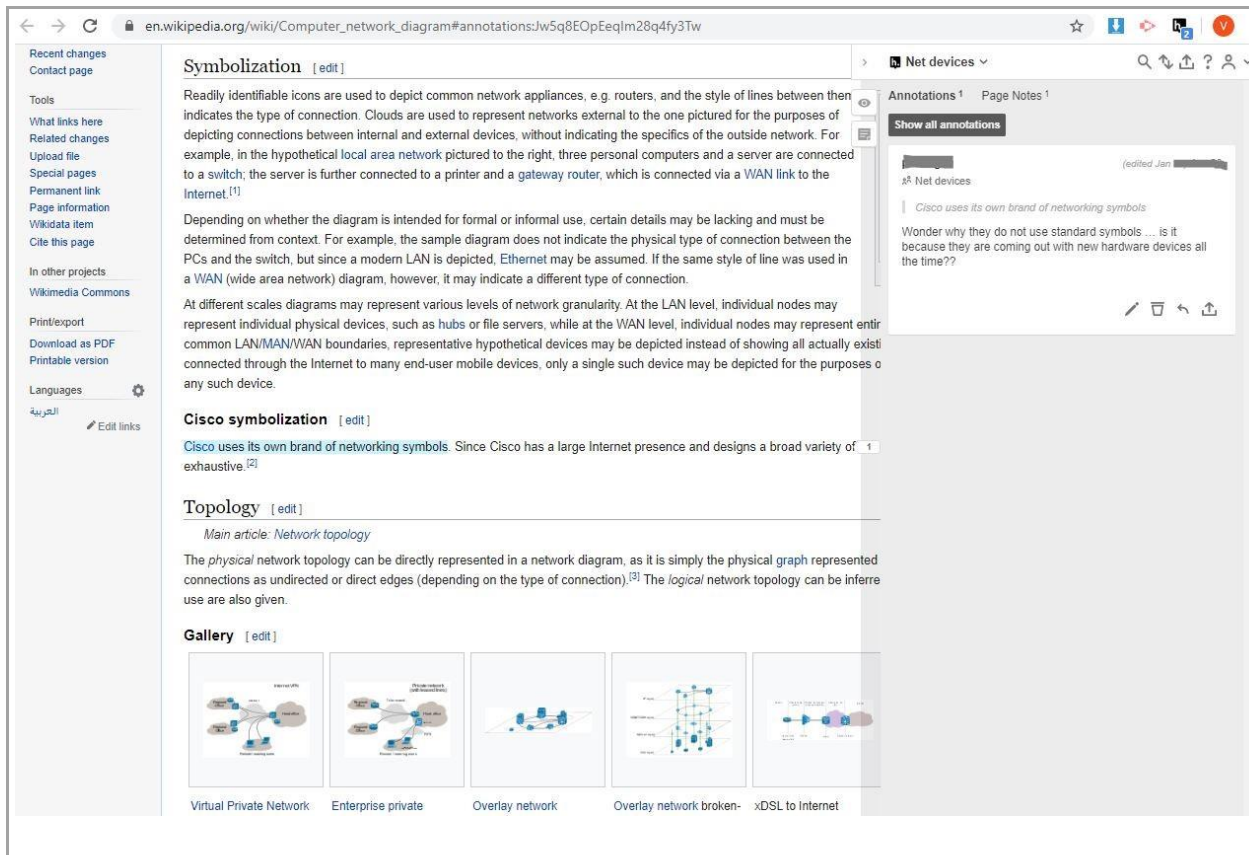 en.wikipedia.org/wiki/Computer_network_diagram#annotations:Jw5q8EOpEeqIm28q4fy3Tw
2
V
Recent changes
Contact page
Tools
What links here
Related changes
Upload file
Special pages
Permanent link
Page information
Wikidata item
Cite this page
In other projects
Wikimedia Commons
Print/export
Download as PDF
Printable version
Languages
العربية
Edit links
Symbolization [ edit ]
Readily identifiable icons are used to depict common network appliances, e.g. routers, and the style of lines between then
indicates the type of connection. Clouds are used to represent networks external to the one pictured for the purposes of
depicting connections between internal and external devices, without indicating the specifics of the outside network. For
example, in the hypothetical local area network pictured to the right, three personal computers and a server are connected
to a switch; the server is further connected to a printer and a gateway router, which is connected via a WAN link to the
Internet.[1]
Depending on whether the diagram is intended for formal or informal use, certain details may be lacking and must be
determined from context. For example, the sample diagram does not indicate the physical type of connection between the
PCs and the switch, but since a modern LAN is depicted, Ethernet may be assumed. If the same style of line was used in
a WAN (wide area network) diagram, however, it may indicate a different type of connection.
At different scales diagrams may represent various levels of network granularity. At the LAN level, individual nodes may
represent individual physical devices, such as hubs or file servers, while at the WAN level, individual nodes may represent entir
common LAN/MAN/WAN boundaries, representative hypothetical devices may be depicted instead of showing all actually existi
connected through the Internet to many end-user mobile devices, only a single such device may be depicted for the purposes o
any such device.
Cisco symbolization [ edit ]
Cisco uses its own brand of networking symbols. Since Cisco has a large Internet presence and designs a broad variety of
exhaustive.[2]
1
Topology [ edit ]
Main article: Network topology
The physical network topology can be directly represented in a network diagram, as it is simply the physical graph represented
connections as undirected or direct edges (depending on the type of connection).[3] The logical network topology can be inferre
use are also given.
Gallery [ edit ]
Virtual Private Network
Enterprise private
Overlay network
Overlay network broken-
xDSL to Internet
Net devices
Annotations 1 Page Notes 1
Show all annotations
(edited Jan
Net devices
Cisco uses its own brand of networking symbols
Wonder why they do not use standard symbols ... is it
because they are coming out with new hardware devices all
the time??